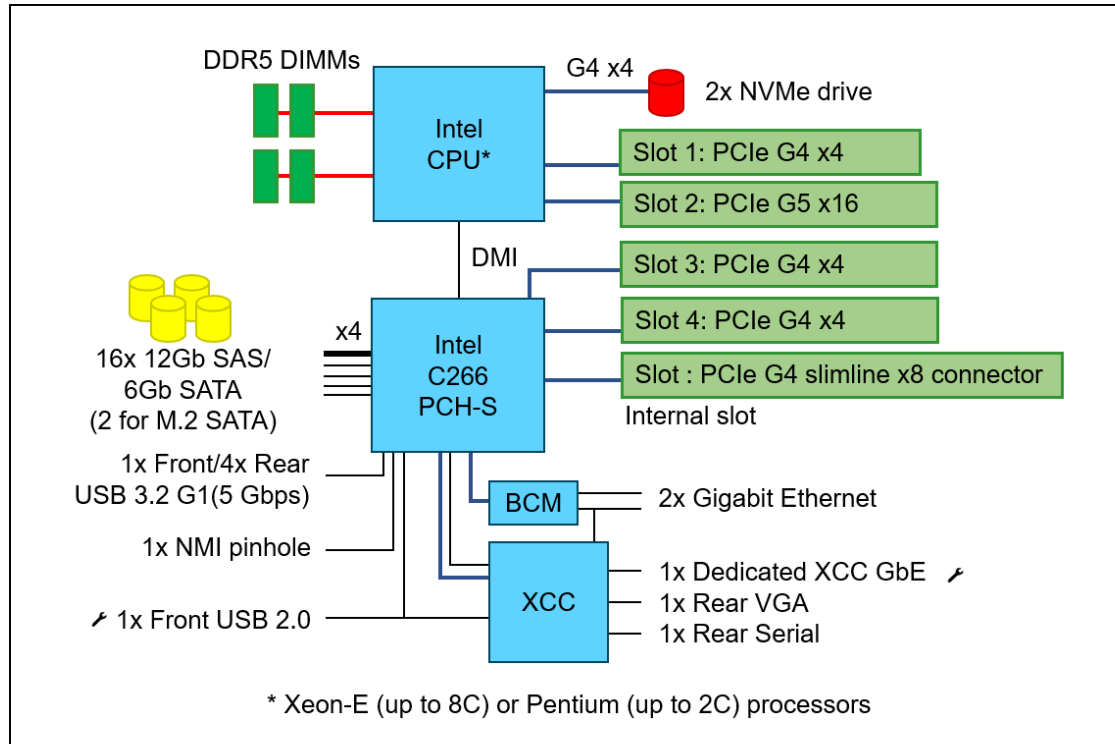 DDR5 DIMMs
G4 x4
2x NVMe drive
Intel
CPU*
Slot 1: PCIe G4 x4
Slot 2: PCIe G5 x16
DMI
Slot 3: PCIe G4 x4
x4
Intel
C266
PCH-S
Slot 4: PCIe G4 x4
16x 12Gb SAS/
6Gb SATA
(2 for M.2 SATA)
Slot : PCIe G4 slimline x8 connector
Internal slot
1x Front/4x Rear
USB 3.2 G1(5 Gbps)
BCM
2x Gigabit Ethernet
1x NMI pinhole
XCC
1x Dedicated XCC GbE
1x Rear VGA
1x Front USB 2.0
1x Rear Serial
* Xeon-E (up to 8C) or Pentium (up to 2C) processors